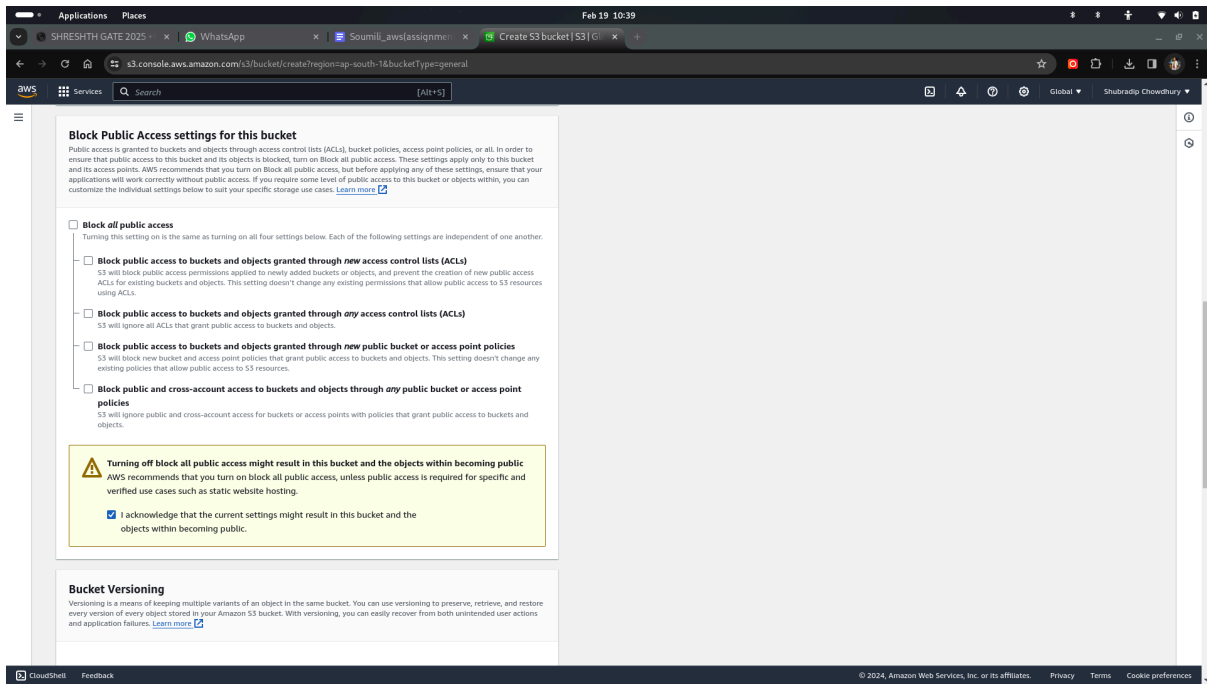 Applications Places Feb 19 10:39
SHRESHTH GATE 2025 × WhatsApp × Soumili_aws(assignmen × Create S3 bucket | S3 | Gl × +
s3.console.aws.amazon.com/s3/bucket/create?region=ap-south-1&bucketType=general
aws Services Search [Alt+S] Global ▼ Shubradip Chowdhury ▼
Block Public Access settings for this bucket
Public access is granted to buckets and objects through access control lists (ACLs), bucket policies, access point policies, or all. In order to
ensure that public access to this bucket and its objects is blocked, turn on Block all public access. These settings apply only to this bucket
and its access points. AWS recommends that you turn on Block all public access, but before applying any of these settings, ensure that your
applications will work correctly without public access. If you require some level of public access to this bucket or objects within, you can
customize the individual settings below to suit your specific storage use cases. Learn more
Block all public access
Turning this setting on is the same as turning on all four settings below. Each of the following settings are independent of one another.
Block public access to buckets and objects granted through new access control lists (ACLs)
S3 will block public access permissions applied to newly added buckets or objects, and prevent the creation of new public access
ACLs for existing buckets and objects. This setting doesn't change any existing permissions that allow public access to S3 resources
using ACLs.
Block public access to buckets and objects granted through any access control lists (ACLs)
S3 will ignore all ACLs that grant public access to buckets and objects.
Block public access to buckets and objects granted through new public bucket or access point policies
S3 will block new bucket and access point policies that grant public access to buckets and objects. This setting doesn't change any
existing policies that allow public access to S3 resources.
Block public and cross-account access to buckets and objects through any public bucket or access point
policies
S3 will ignore public and cross-account access for buckets or access points with policies that grant public access to buckets and
objects.
Turning off block all public access might result in this bucket and the objects within becoming public
AWS recommends that you turn on block all public access, unless public access is required for specific and
verified use cases such as static website hosting.
I acknowledge that the current settings might result in this bucket and the
objects within becoming public.
Bucket Versioning
Versioning is a means of keeping multiple variants of an object in the same bucket. You can use versioning to preserve, retrieve, and restore
every version of every object stored in your Amazon S3 bucket. With versioning, you can easily recover from both unintended user actions
and application failures. Learn more
CloudShell Feedback © 2024, Amazon Web Services, Inc. or its affiliates. Privacy Terms Cookie preferences